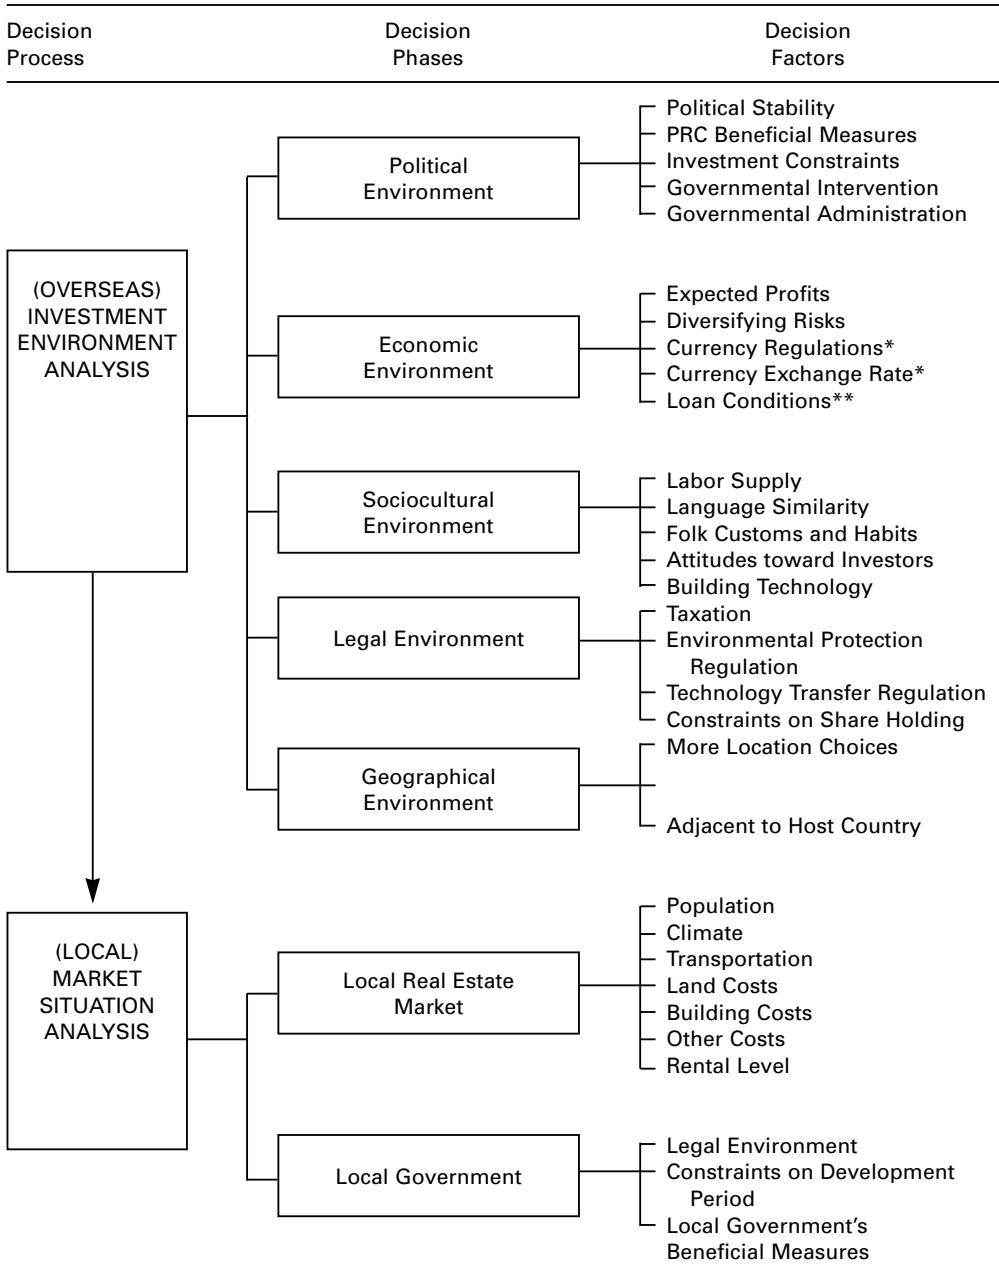 Decision
Process
Decision
Phases
Decision
Factors
(OVERSEAS)
INVESTMENT
ENVIRONMENT
ANALYSIS
Political
Environment
Political Stability
PRC Beneficial Measures
Investment Constraints
Governmental Intervention
Governmental Administration
Economic
Environment
Expected Profits
Diversifying Risks
Currency Regulations*
Currency Exchange Rate*
Loan Conditions**
Sociocultural
Environment
Labor Supply
Language Similarity
Folk Customs and Habits
Attitudes toward Investors
Building Technology
Legal Environment
Taxation
Environmental Protection
Regulation
Technology Transfer Regulation
Constraints on Share Holding
Geographical
Environment
More Location Choices
Adjacent to Host Country
(LOCAL)
MARKET
SITUATION
ANALYSIS
Local Real Estate
Market
Population
Climate
Transportation
Land Costs
Building Costs
Other Costs
Rental Level
Local Government
Legal Environment
Constraints on Development
Period
Local Government's
Beneficial Measures